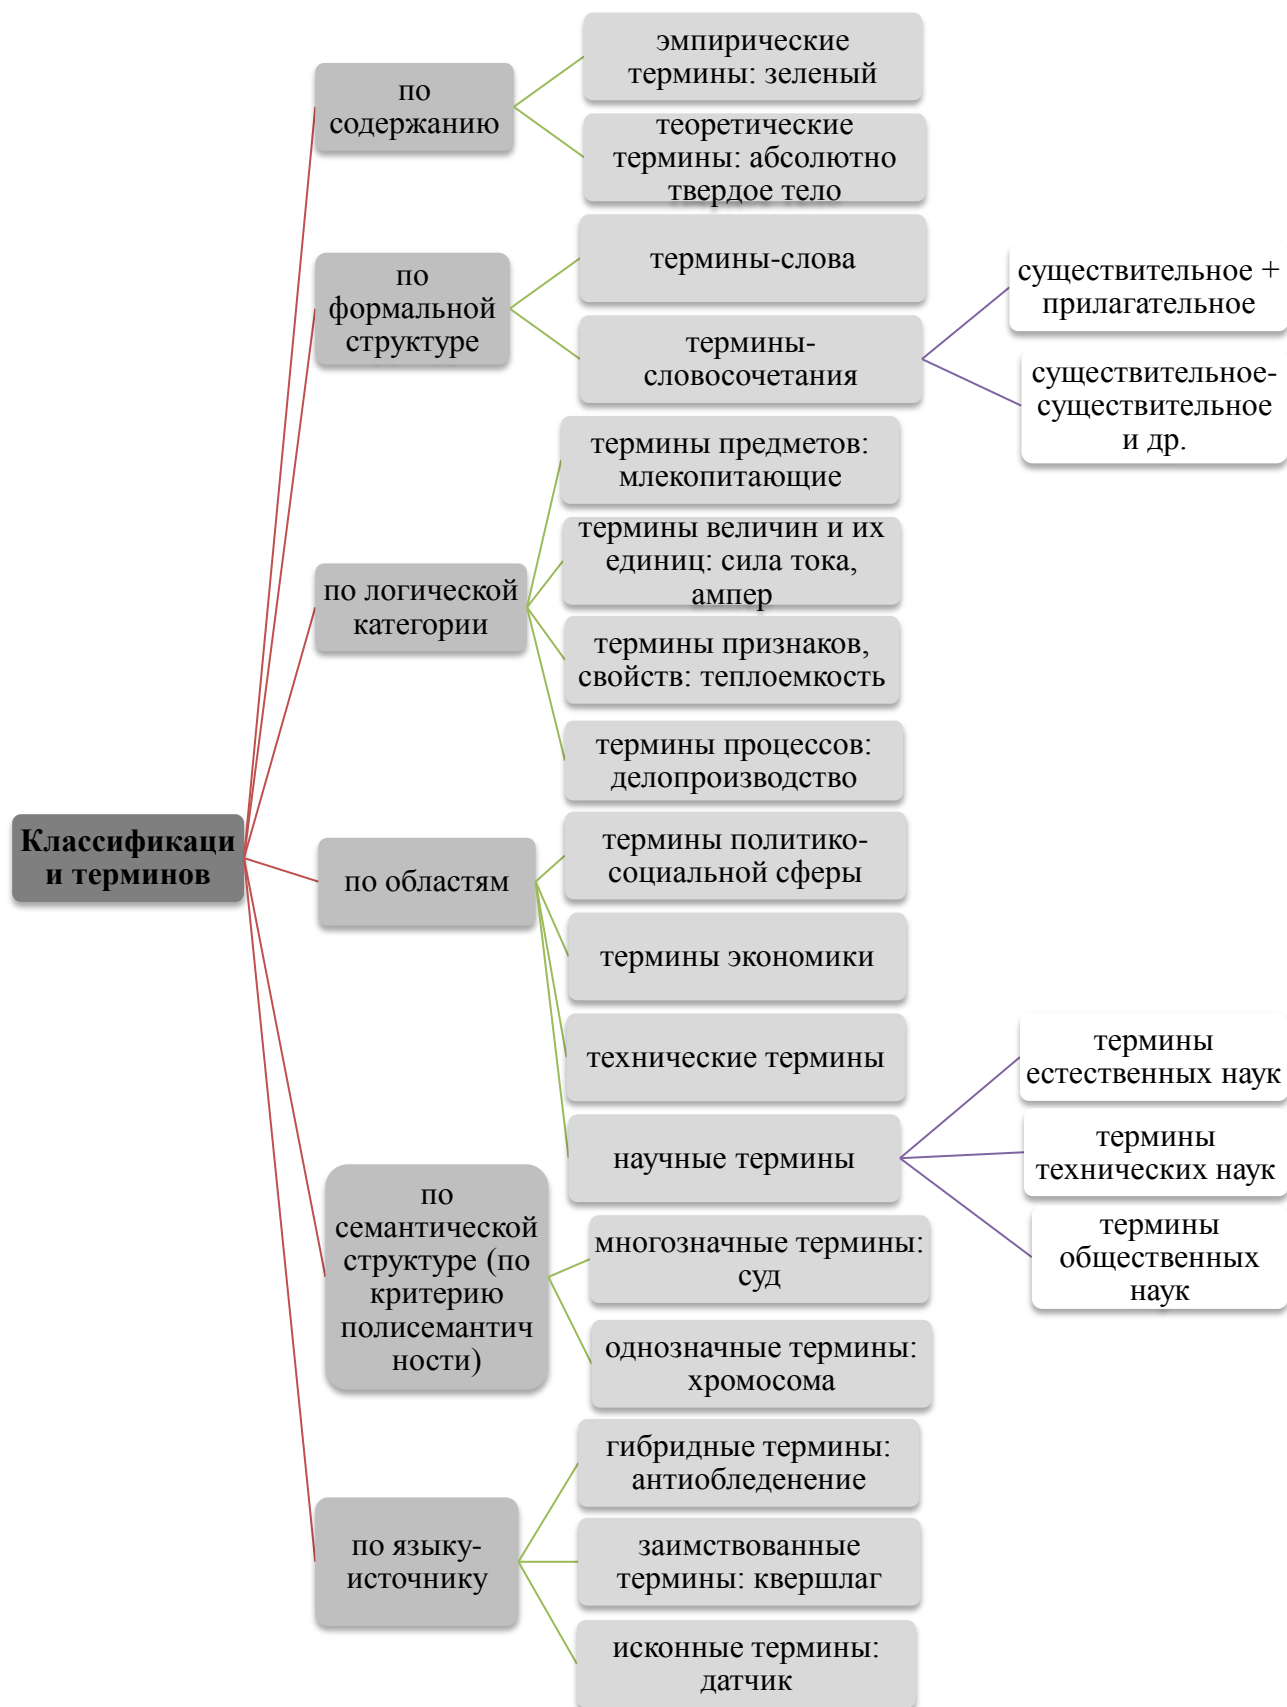 эмпирические
термины: зеленый
по
содержанию
теоретические
термины: абсолютно
твердое тело
термины-слова
по
формальной
структуре
термины-
словосочетания
существительное +
прилагательное
существительное-
существительное
и др.
термины предметов:
млекопитающие
термины величин и их
единиц: сила тока,
ампер
по логической
категории
термины признаков,
свойств: теплоемкость
термины процессов:
делопроизводство
Классификаци
и терминов
термины политико-
социальной сферы
по областям
термины экономики
технические термины
научные термины
термины
естественных наук
термины
технических наук
термины
общественных
наук
по
семантической
структуре (по
критерию
полисемантич
ности)
многозначные термины:
суд
однозначные термины:
хромосома
гибридные термины:
антиобледенение
по языку-
источнику
заимствованные
термины: квершлаг
исконные термины:
датчик